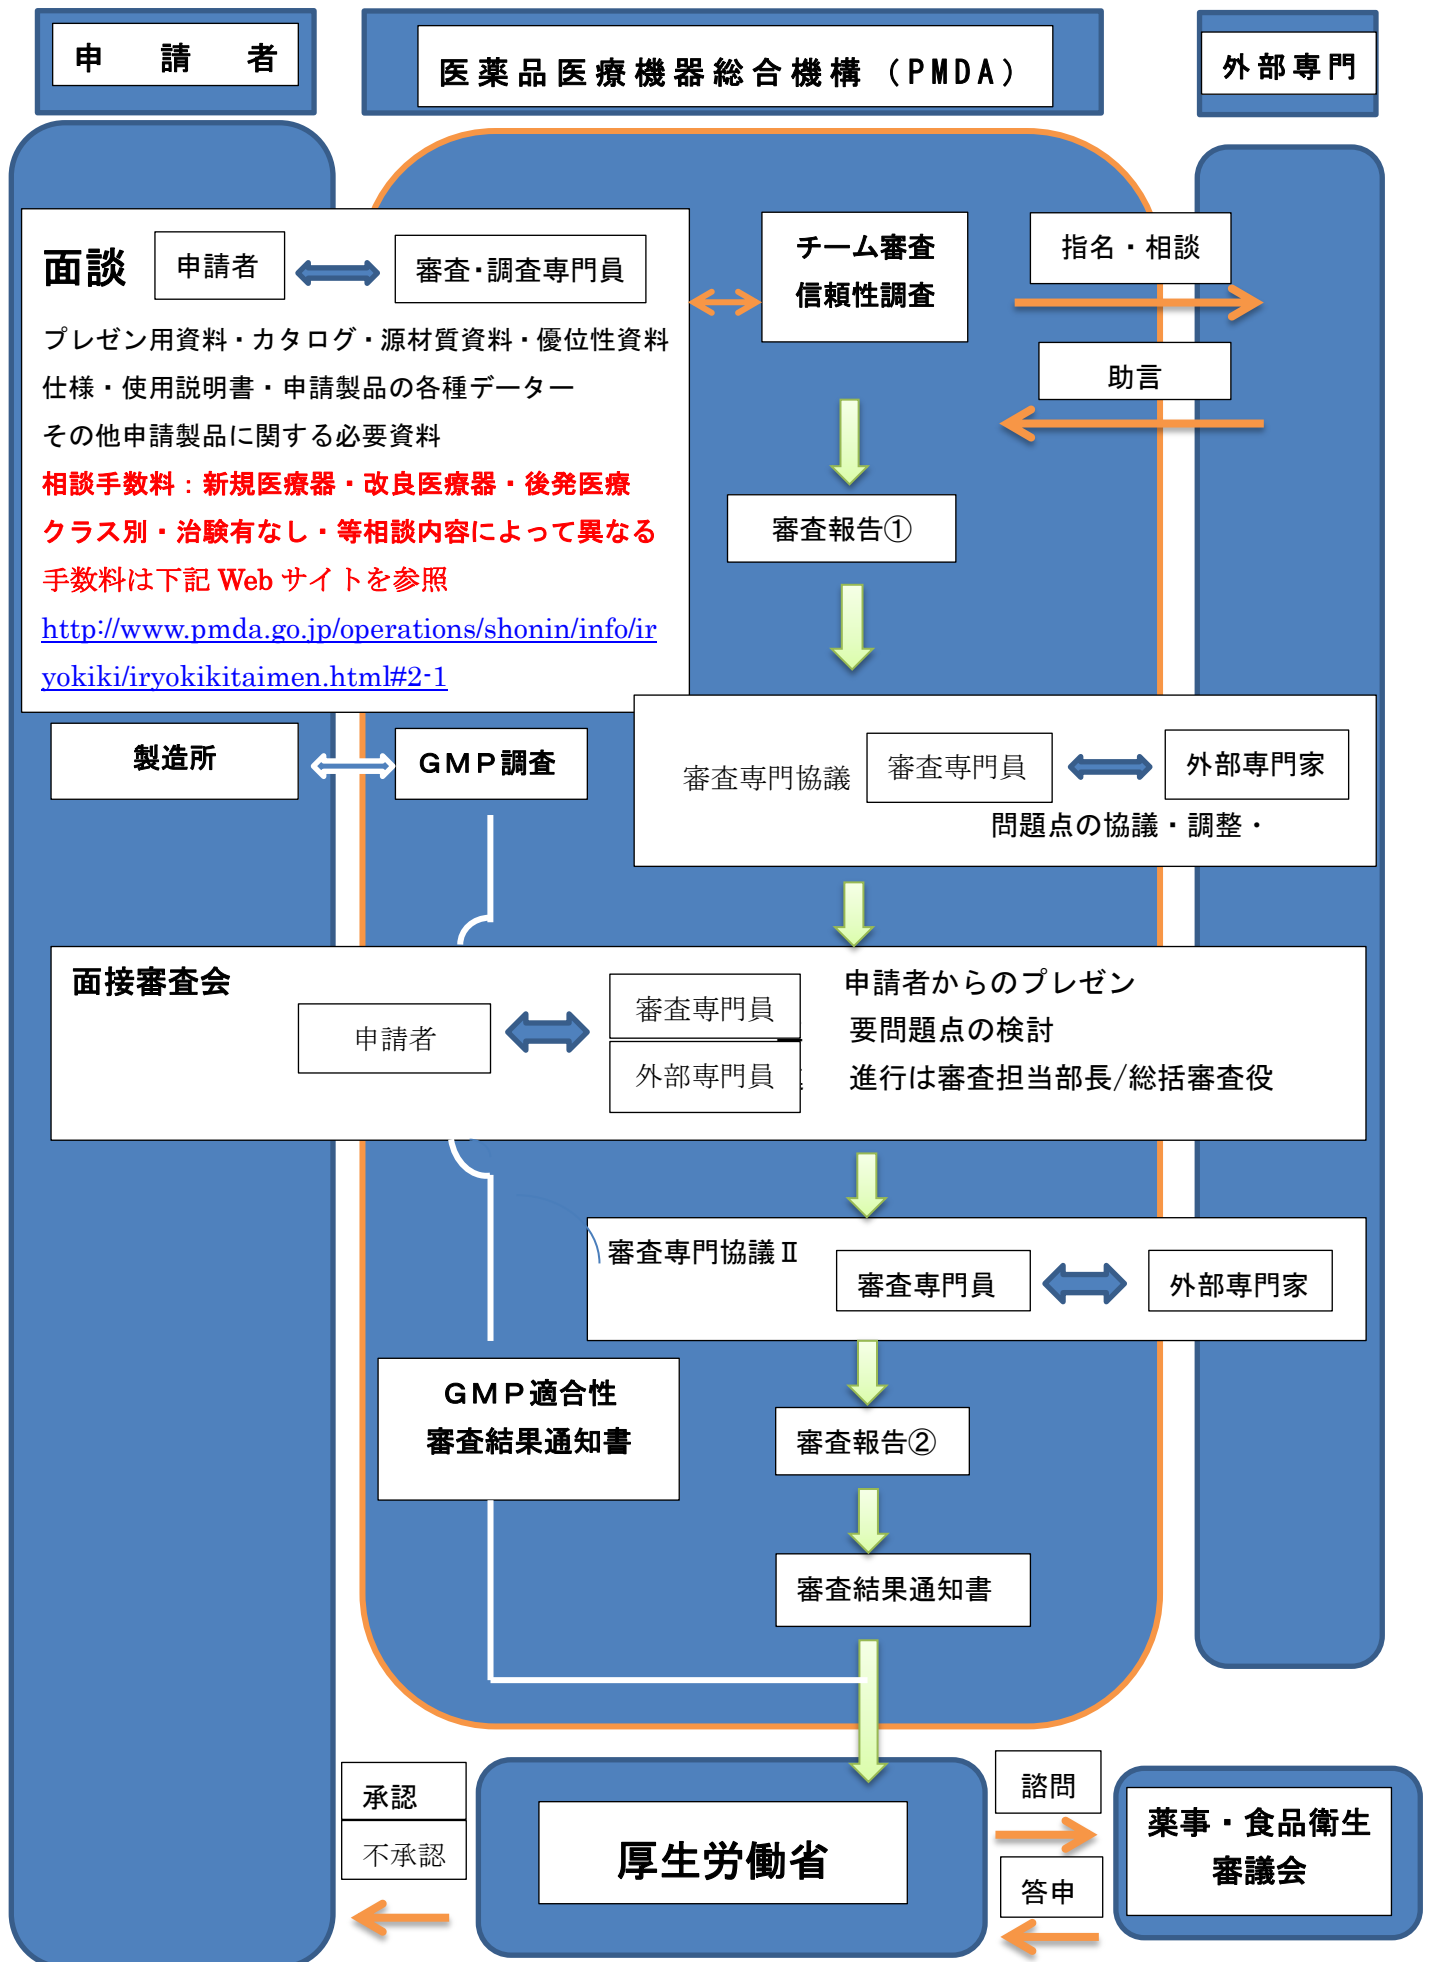 申　請　者
医薬品医療機器総合機構（PMDA）
外部専門
面談
申請者
審査・調査専門員
プレゼン用資料・カタログ・源材質資料・優位性資料
仕様・使用説明書・申請製品の各種データー
その他申請製品に関する必要資料
相談手数料：新規医療器・改良医療器・後発医療
クラス別・治験有なし・等相談内容によって異なる
手数料は下記 Web サイトを参照
http://www.pmda.go.jp/operations/shonin/info/ir
yokiki/iryokikitaimen.html#2-1
チーム審査
信頼性調査
指名・相談
助言
審査報告①
製造所
ＧＭＰ調査
審査専門協議
審査専門員
外部専門家
問題点の協議・調整・
面接審査会
申請者
審査専門員
外部専門員
申請者からのプレゼン
要問題点の検討
進行は審査担当部長/総括審査役
審査専門協議Ⅱ
審査専門員
外部専門家
ＧＭＰ適合性
審査結果通知書
審査報告②
審査結果通知書
承認
不承認
厚生労働省
諮問
答申
薬事・食品衛生
審議会